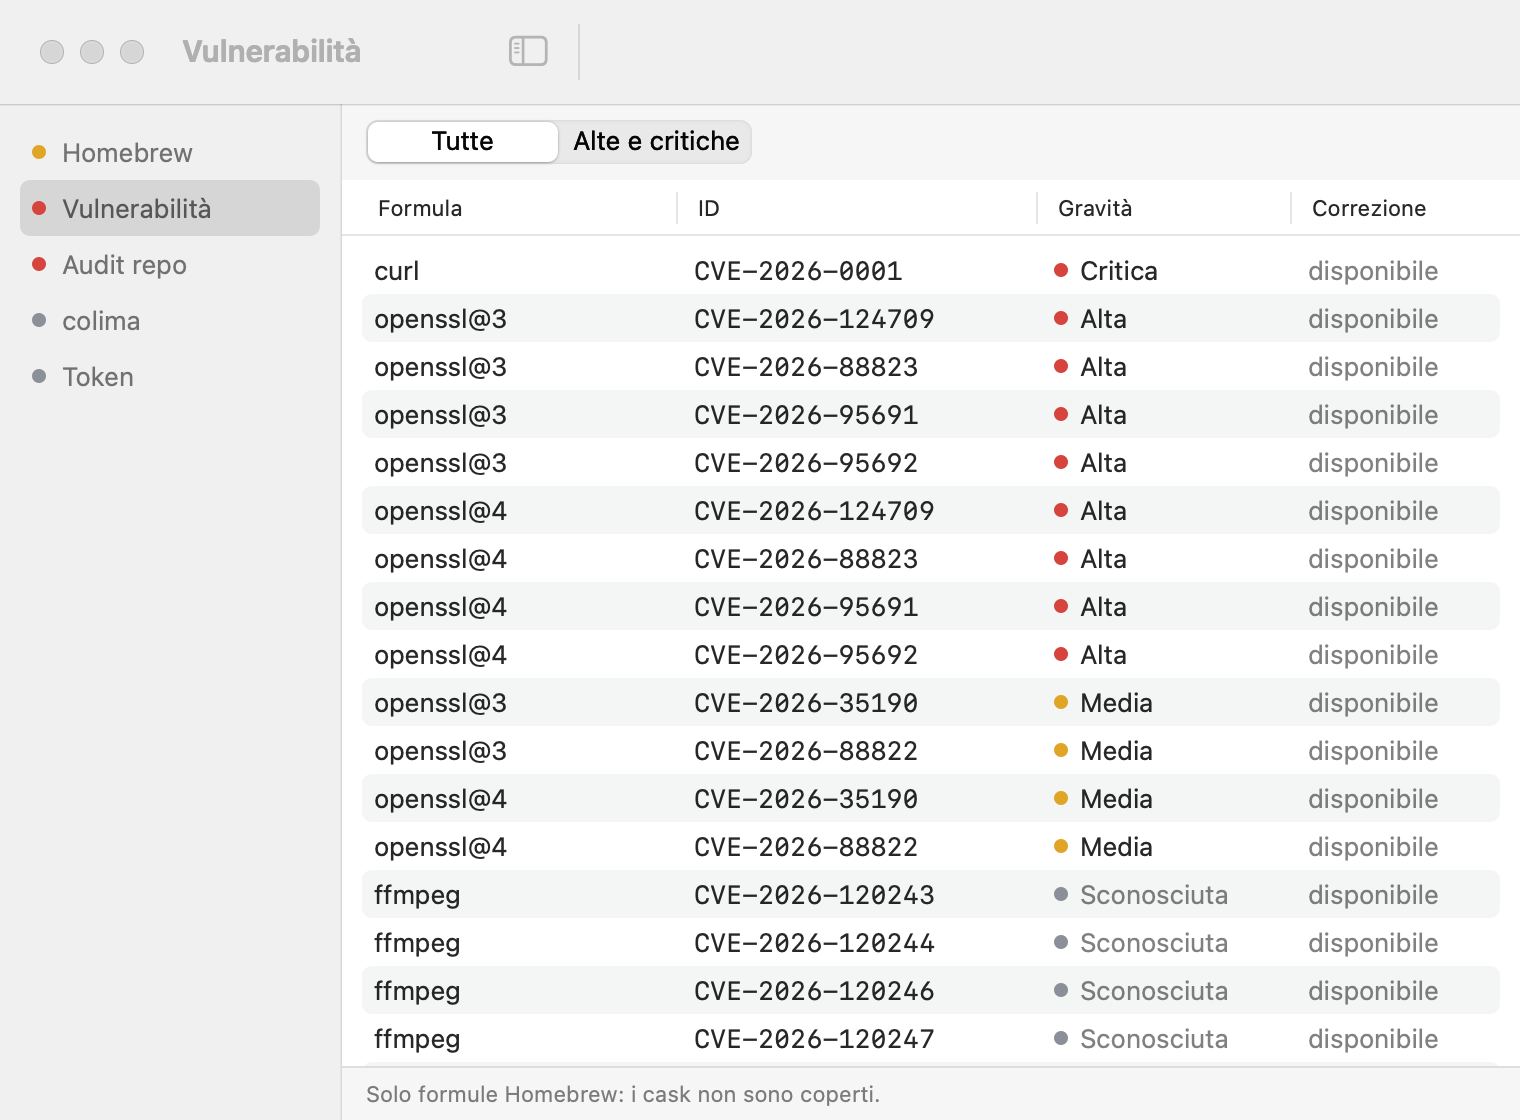 Vulnerabilità
Homebrew
Vulnerabilità
Audit repo
colima
Token
Tutte Alte e critiche
Formula ID Gravità Correzione
curl CVE-2026-0001 Critica disponibile
openssl@3 CVE-2026-124709 Alta disponibile
openssl@3 CVE-2026-88823 Alta disponibile
openssl@3 CVE-2026-95691 Alta disponibile
openssl@3 CVE-2026-95692 Alta disponibile
openssl@4 CVE-2026-124709 Alta disponibile
openssl@4 CVE-2026-88823 Alta disponibile
openssl@4 CVE-2026-95691 Alta disponibile
openssl@4 CVE-2026-95692 Alta disponibile
openssl@3 CVE-2026-35190 Media disponibile
openssl@3 CVE-2026-88822 Media disponibile
openssl@4 CVE-2026-35190 Media disponibile
openssl@4 CVE-2026-88822 Media disponibile
ffmpeg CVE-2026-120243 Sconosciuta disponibile
ffmpeg CVE-2026-120244 Sconosciuta disponibile
ffmpeg CVE-2026-120246 Sconosciuta disponibile
ffmpeg CVE-2026-120247 Sconosciuta disponibile
Solo formule Homebrew: i cask non sono coperti.